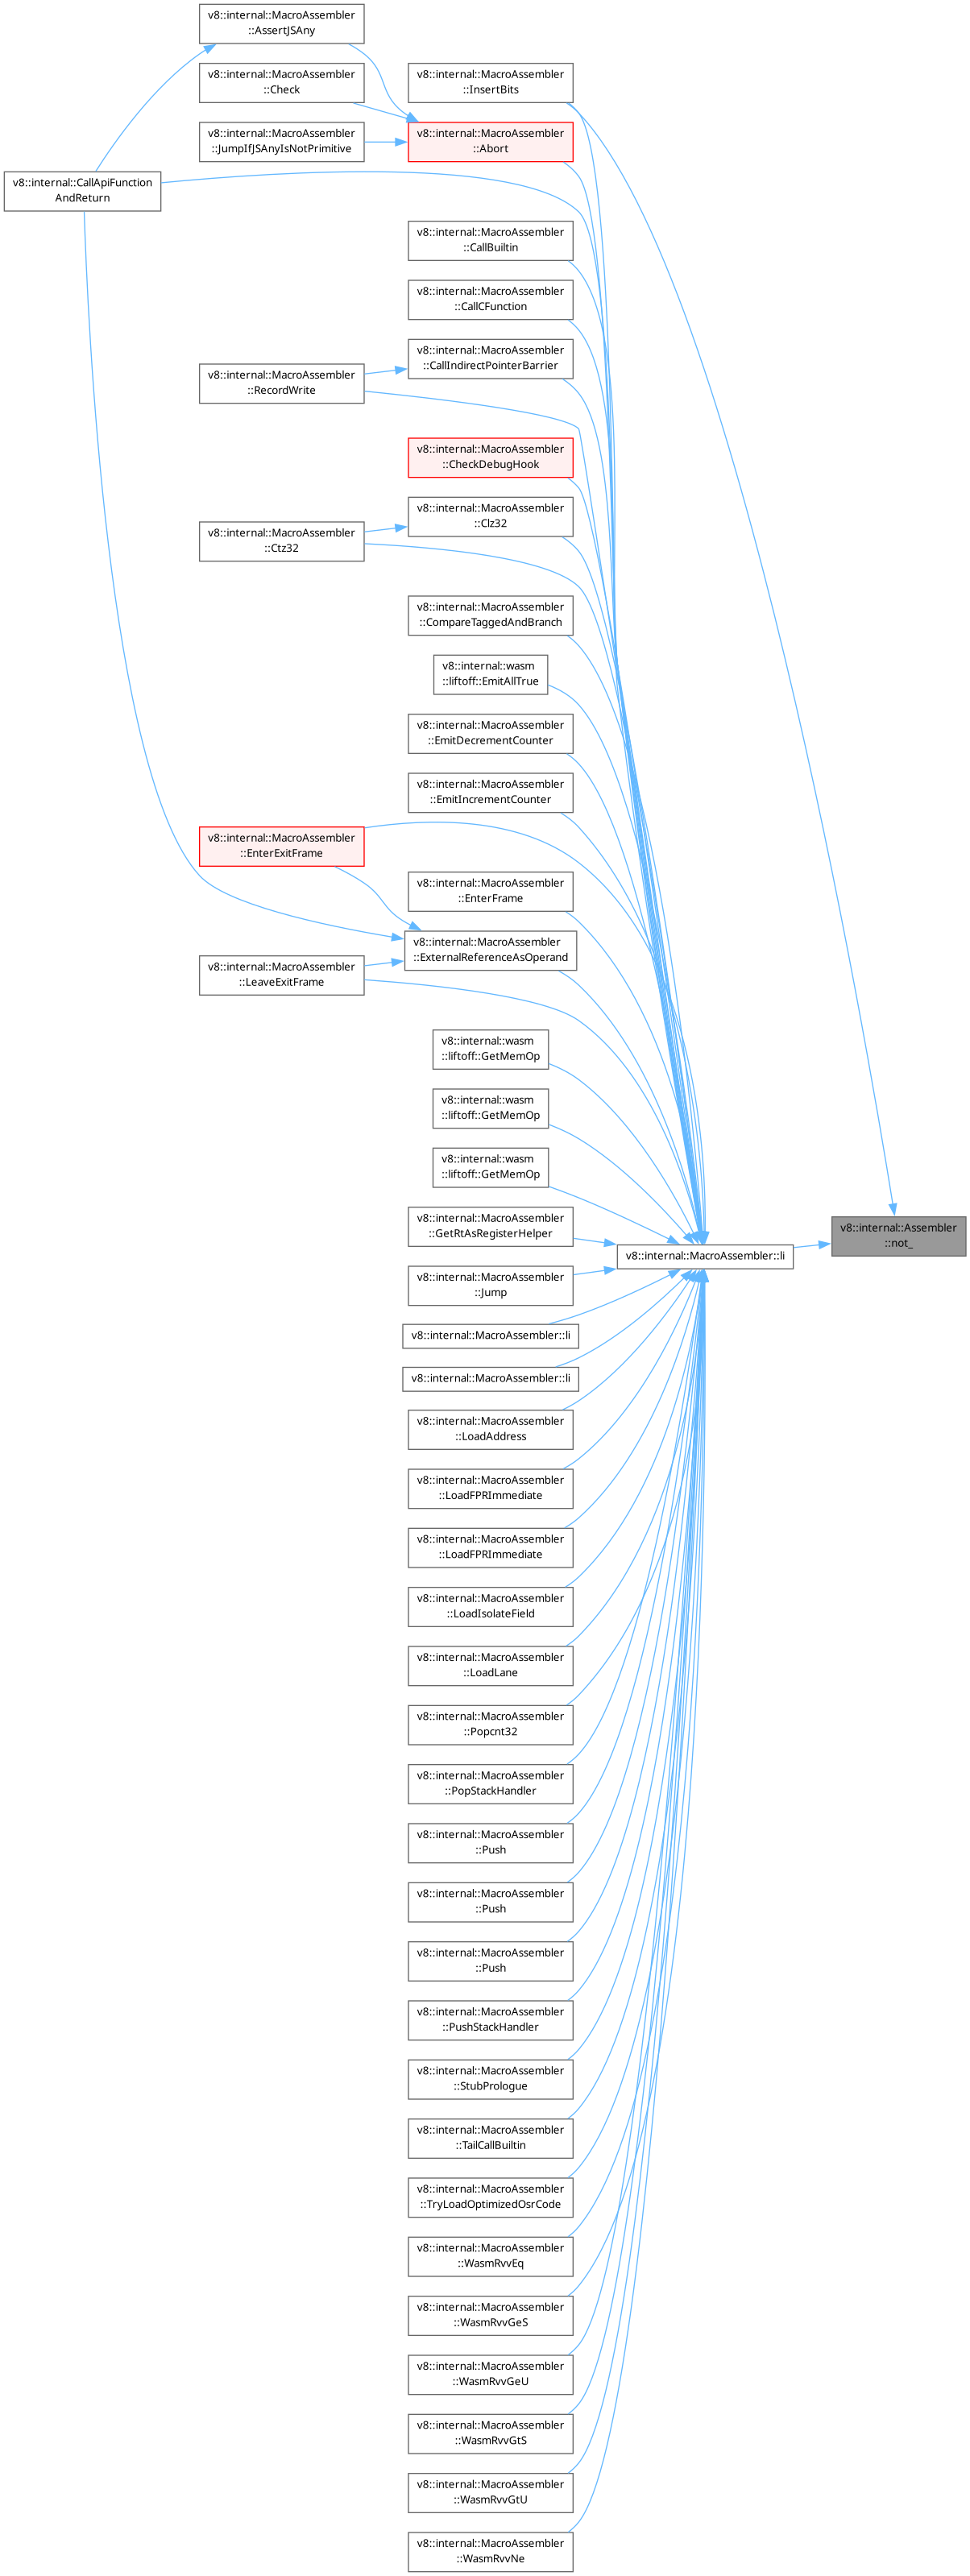 v8::internal::MacroAssembler
::AssertJSAny
v8::internal::MacroAssembler
::Check
v8::internal::MacroAssembler
::InsertBits
v8::internal::MacroAssembler
::JumpIfJSAnyIsNotPrimitive
v8::internal::MacroAssembler
::Abort
v8::internal::CallApiFunction
AndReturn
v8::internal::MacroAssembler
::CallBuiltin
v8::internal::MacroAssembler
::CallCFunction
v8::internal::MacroAssembler
::CallIndirectPointerBarrier
v8::internal::MacroAssembler
::RecordWrite
v8::internal::MacroAssembler
::CheckDebugHook
v8::internal::MacroAssembler
::Clz32
v8::internal::MacroAssembler
::Ctz32
v8::internal::MacroAssembler
::CompareTaggedAndBranch
v8::internal::wasm
::liftoff::EmitAllTrue
v8::internal::MacroAssembler
::EmitDecrementCounter
v8::internal::MacroAssembler
::EmitIncrementCounter
v8::internal::MacroAssembler
::EnterExitFrame
v8::internal::MacroAssembler
::EnterFrame
v8::internal::MacroAssembler
::ExternalReferenceAsOperand
v8::internal::MacroAssembler
::LeaveExitFrame
v8::internal::wasm
::liftoff::GetMemOp
v8::internal::wasm
::liftoff::GetMemOp
v8::internal::wasm
::liftoff::GetMemOp
v8::internal::MacroAssembler
::GetRtAsRegisterHelper
v8::internal::Assembler
::not_
v8::internal::MacroAssembler::li
v8::internal::MacroAssembler
::Jump
v8::internal::MacroAssembler::li
v8::internal::MacroAssembler::li
v8::internal::MacroAssembler
::LoadAddress
v8::internal::MacroAssembler
::LoadFPRImmediate
v8::internal::MacroAssembler
::LoadFPRImmediate
v8::internal::MacroAssembler
::LoadIsolateField
v8::internal::MacroAssembler
::LoadLane
v8::internal::MacroAssembler
::Popcnt32
v8::internal::MacroAssembler
::PopStackHandler
v8::internal::MacroAssembler
::Push
v8::internal::MacroAssembler
::Push
v8::internal::MacroAssembler
::Push
v8::internal::MacroAssembler
::PushStackHandler
v8::internal::MacroAssembler
::StubPrologue
v8::internal::MacroAssembler
::TailCallBuiltin
v8::internal::MacroAssembler
::TryLoadOptimizedOsrCode
v8::internal::MacroAssembler
::WasmRvvEq
v8::internal::MacroAssembler
::WasmRvvGeS
v8::internal::MacroAssembler
::WasmRvvGeU
v8::internal::MacroAssembler
::WasmRvvGtS
v8::internal::MacroAssembler
::WasmRvvGtU
v8::internal::MacroAssembler
::WasmRvvNe